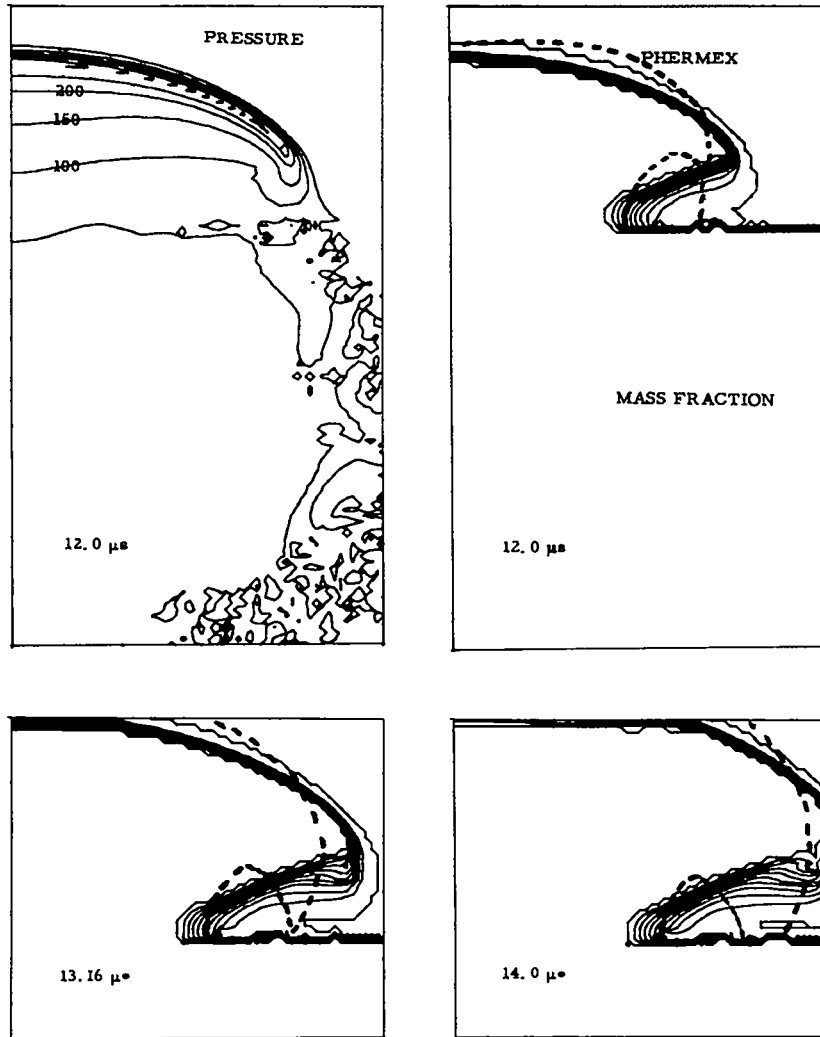 PRESSURE
200
150
100
12.0 μs
PHERMEX
MASS FRACTION
12.0 μs
13.16 μs
14.0 μs